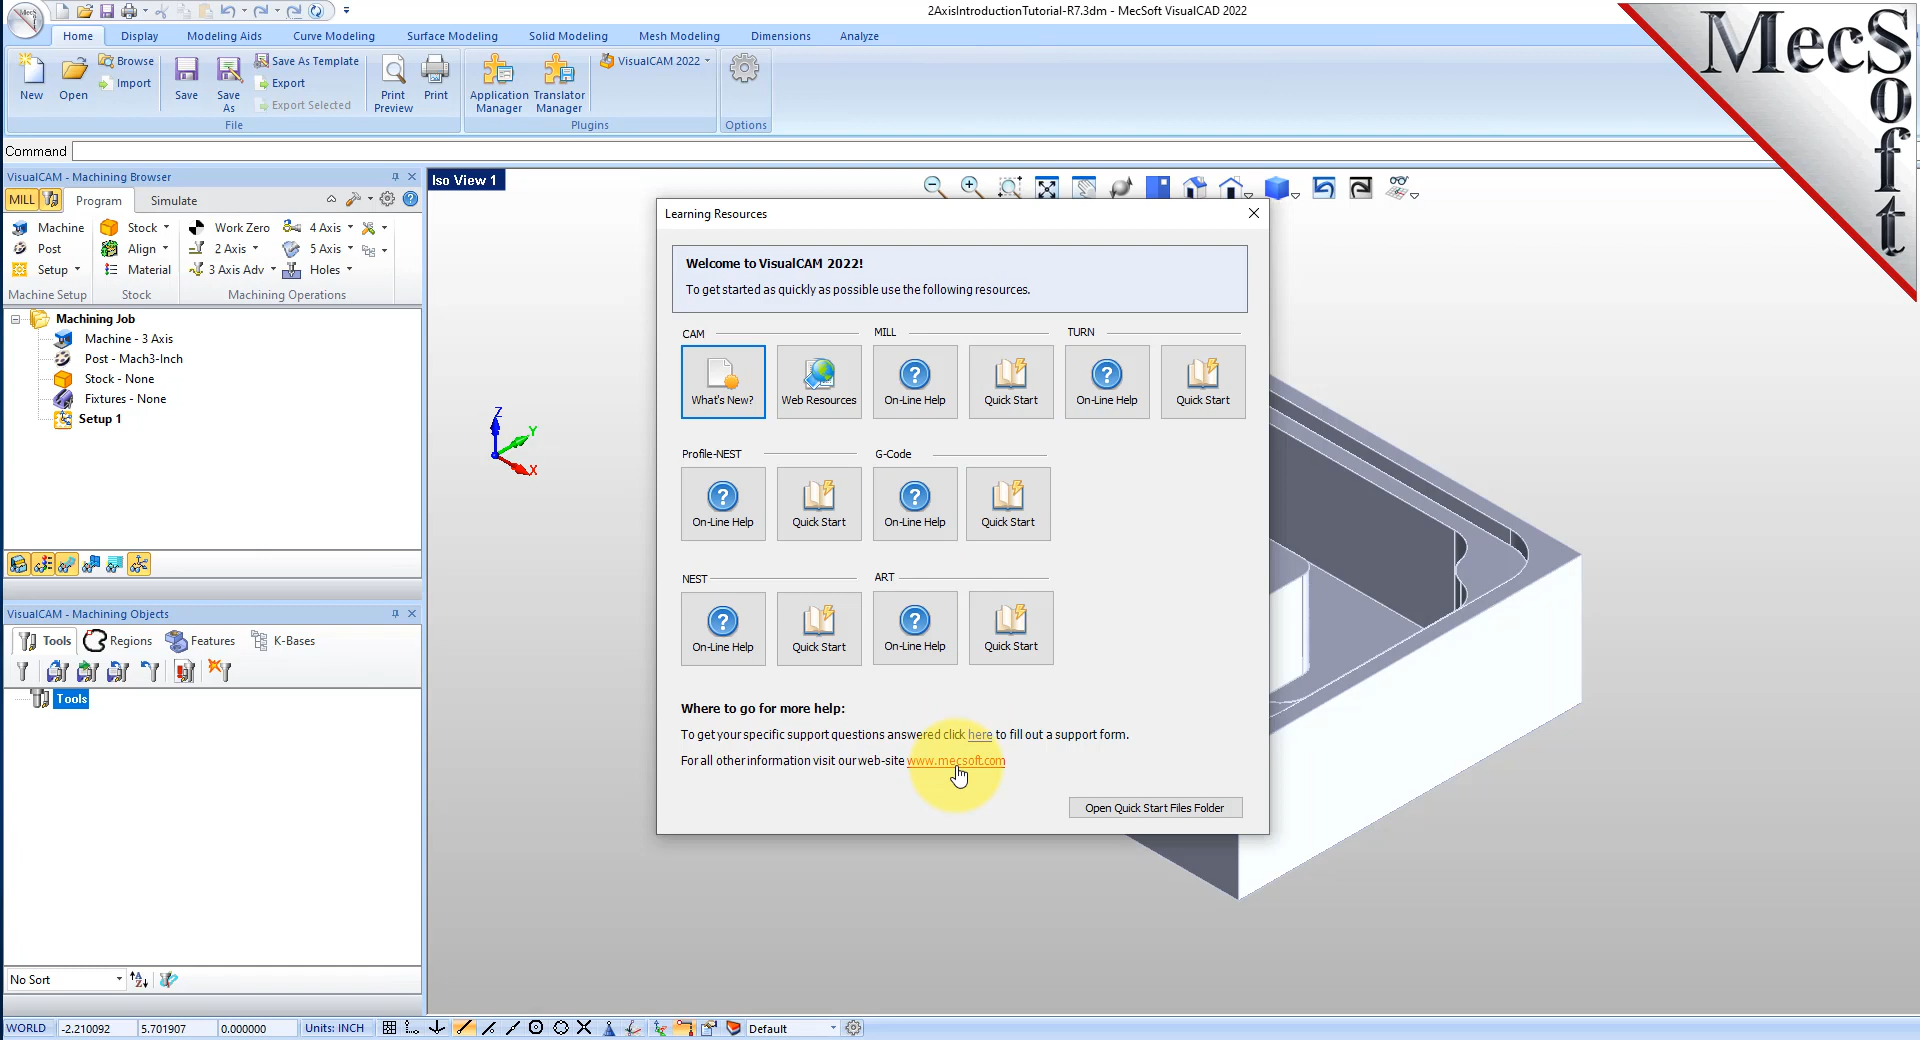 2AxisIntroductionTutorial-R7.3dm - MecSoft VisualCAD 2022
MecSoft
Home Display Modeling Aids Curve Modeling Surface Modeling Solid Modeling Mesh Modeling Dimensions Analyze
Browse Save As Template VisualCAM 2022
Import Export
New Open Save Save As Export Selected Print Preview Print Application Manager Translator Manager
File Plugins Options
Command
VisualCAM - Machining Browser
Iso View 1
MILL Program Simulate
Machine Stock Work Zero 4 Axis
Post Align 2 Axis 5 Axis
Setup Material 3 Axis Adv Holes
Machine Setup Stock Machining Operations
Machining Job
Machine - 3 Axis
Post - Mach3-Inch
Stock - None
Fixtures - None
Setup 1
Z
Y
X
Learning Resources
Welcome to VisualCAM 2022!
To get started as quickly as possible use the following resources.
CAM MILL TURN
What's New? Web Resources On-Line Help Quick Start On-Line Help Quick Start
Profile-NEST G-Code
On-Line Help Quick Start On-Line Help Quick Start
NEST ART
On-Line Help Quick Start On-Line Help Quick Start
Where to go for more help:
To get your specific support questions answered click here to fill out a support form.
For all other information visit our web-site www.mecsoft.com
Open Quick Start Files Folder
VisualCAM - Machining Objects
Tools Regions Features K-Bases
Tools
No Sort
WORLD -2.210092 5.701907 0.000000 Units: INCH Default